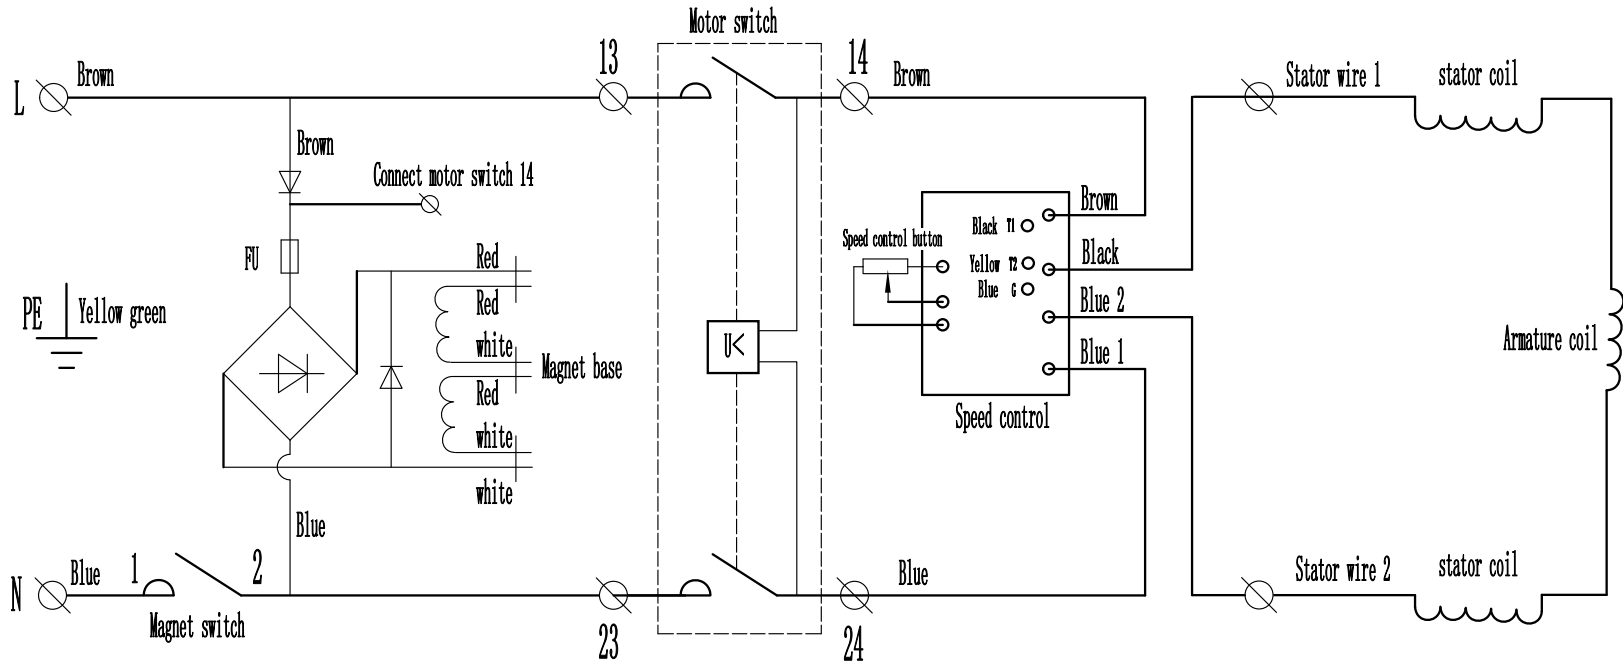 Motor switch
L
Brown
13
14
Brown
Stator wire 1
stator coil
Brown
Connect motor switch 14
FU
Red
Red
white
Magnet base
Red
white
white
PE
Yellow green
U<
Speed control button
Black T1
Yellow T2
Blue G
Brown
Black
Blue 2
Blue 1
Speed control
Armature coil
Blue
N
Blue
1
2
Magnet switch
23
24
Blue
Stator wire 2
stator coil